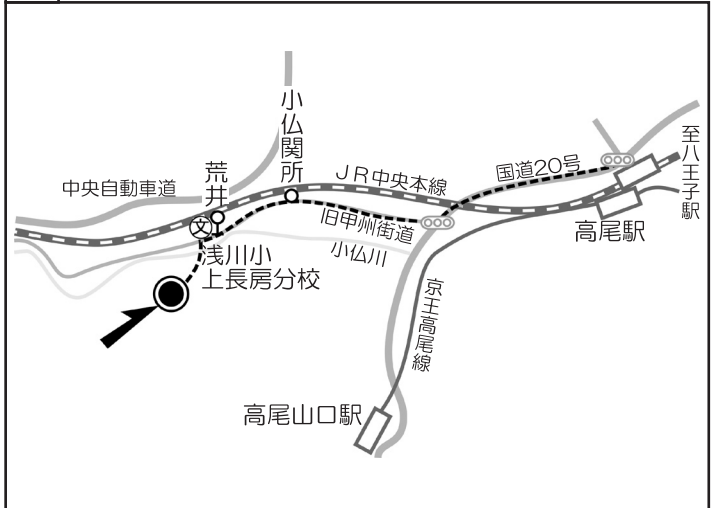 小仏関所
荒井
中央自動車道
JR中央本線
国道20号
至八王子駅
旧甲州街道
高尾駅
文
浅川小
上長房分校
小仏川
京王高尾線
高尾山口駅